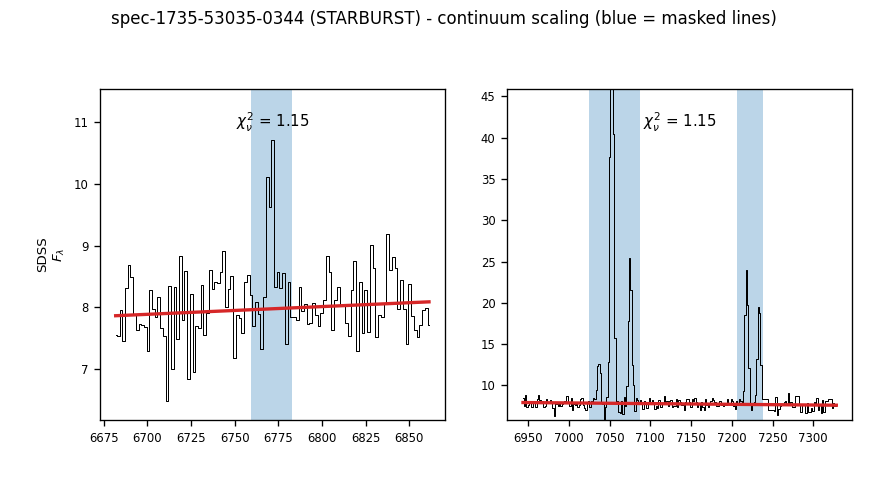 spec-1735-53035-0344 (STARBURST) - continuum scaling (blue = masked lines)
SDSS
Fλ
11
10
9
8
7
χ²ν = 1.15
6675 6700 6725 6750 6775 6800 6825 6850
45
40
35
30
25
20
15
10
χ²ν = 1.15
6950 7000 7050 7100 7150 7200 7250 7300